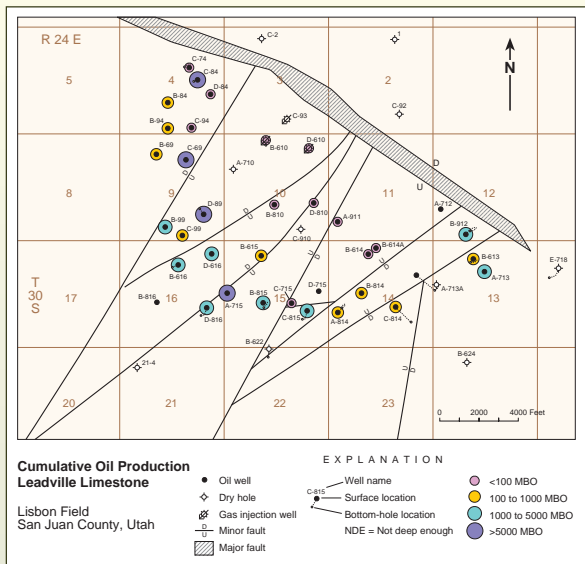 R 24 E
C-2
1
N
C-74
5
4
C-84
3
2
D-84
B-84
C-92
C-93
B-94
C-94
D-610
B-69
C-69
B-610
A-710
D
U
D
U
8
9
10
11
12
D-89
A-712
B-99
B-810
D-810
A-911
B-912
D
U
C-99
C-910
B-614A
B-615
B-614
D
U
B-613
E-718
D-616
B-616
D
U
A-713
T
30
S
17
16
C-715
D-715
B-814
A-713A
13
B-816
A-715
B-815
15
14
D-816
C-815
A-814
U
D
C-814
B-622
21-4
U
D
B-624
20
21
22
23
0 2000 4000 Feet
EXPLANATION
Cumulative Oil Production
Leadville Limestone
Lisbon Field
San Juan County, Utah
Oil well
Dry hole
Gas injection well
D
U
Minor fault
Major fault
C-815
Well name
Surface location
Bottom-hole location
NDE = Not deep enough
<100 MBO
100 to 1000 MBO
1000 to 5000 MBO
>5000 MBO